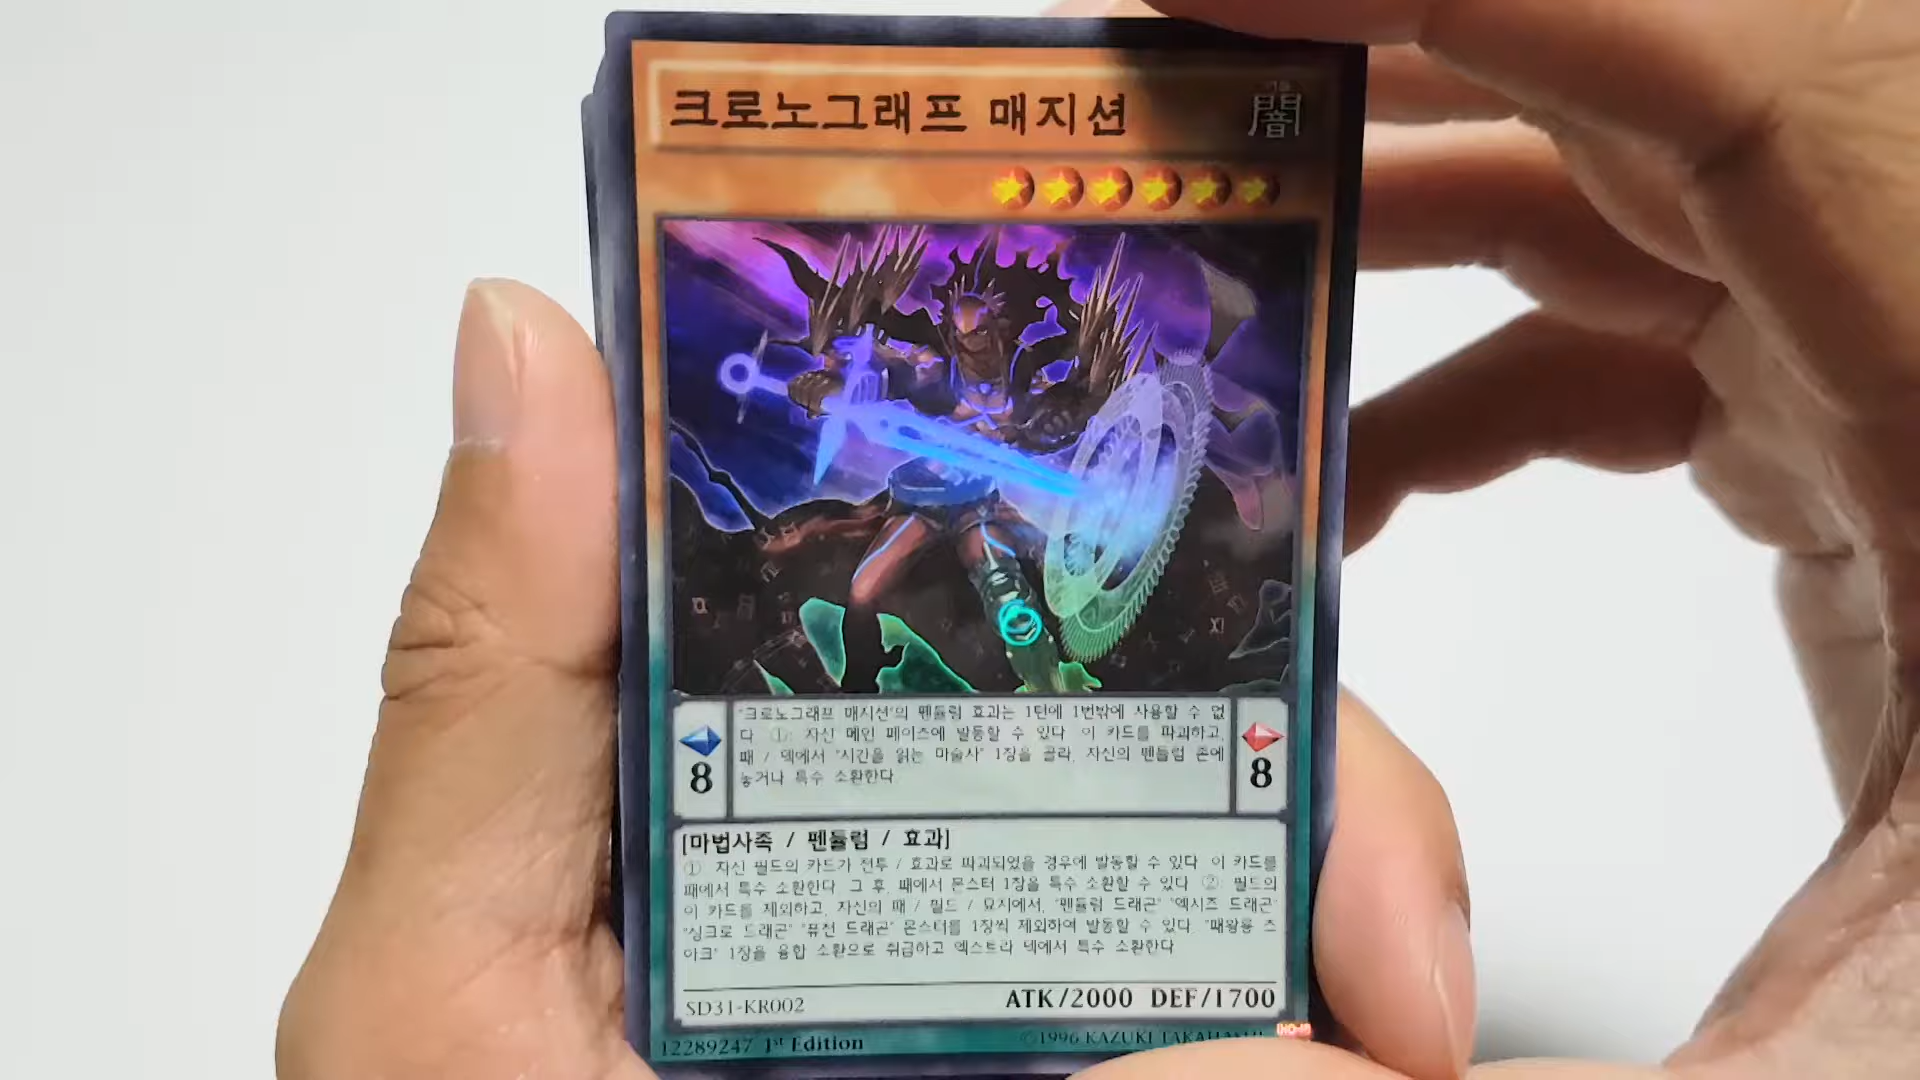 크로노그래프 매지션
闇
"크로노그래프 매지션"의 펜듈럼 효과는 1턴에 1번밖에 사용할 수 없
다. ①: 자신 메인 페이즈에 발동할 수 있다. 이 카드를 파괴하고,
패 / 덱에서 "시간을 읽는 마술사" 1장을 골라, 자신의 펜듈럼 존에
놓거나 특수 소환한다.
8
8
[마법사족 / 펜듈럼 / 효과]
①: 자신 필드의 카드가 전투 / 효과로 파괴되었을 경우에 발동할 수 있다. 이 카드를
패에서 특수 소환한다. 그 후, 패에서 몬스터 1장을 특수 소환할 수 있다. ②: 필드의
이 카드를 제외하고, 자신의 패 / 필드 / 묘지에서, "펜듈럼 드래곤" "엑시즈 드래곤"
"싱크로 드래곤" "퓨전 드래곤" 몬스터를 1장씩 제외하여 발동할 수 있다. "패왕룡 즈
아크" 1장을 융합 소환으로 취급하고 엑스트라 덱에서 특수 소환한다.
SD31-KR002
ATK/2000 DEF/1700
12289247 1st Edition
©1996 KAZUKI